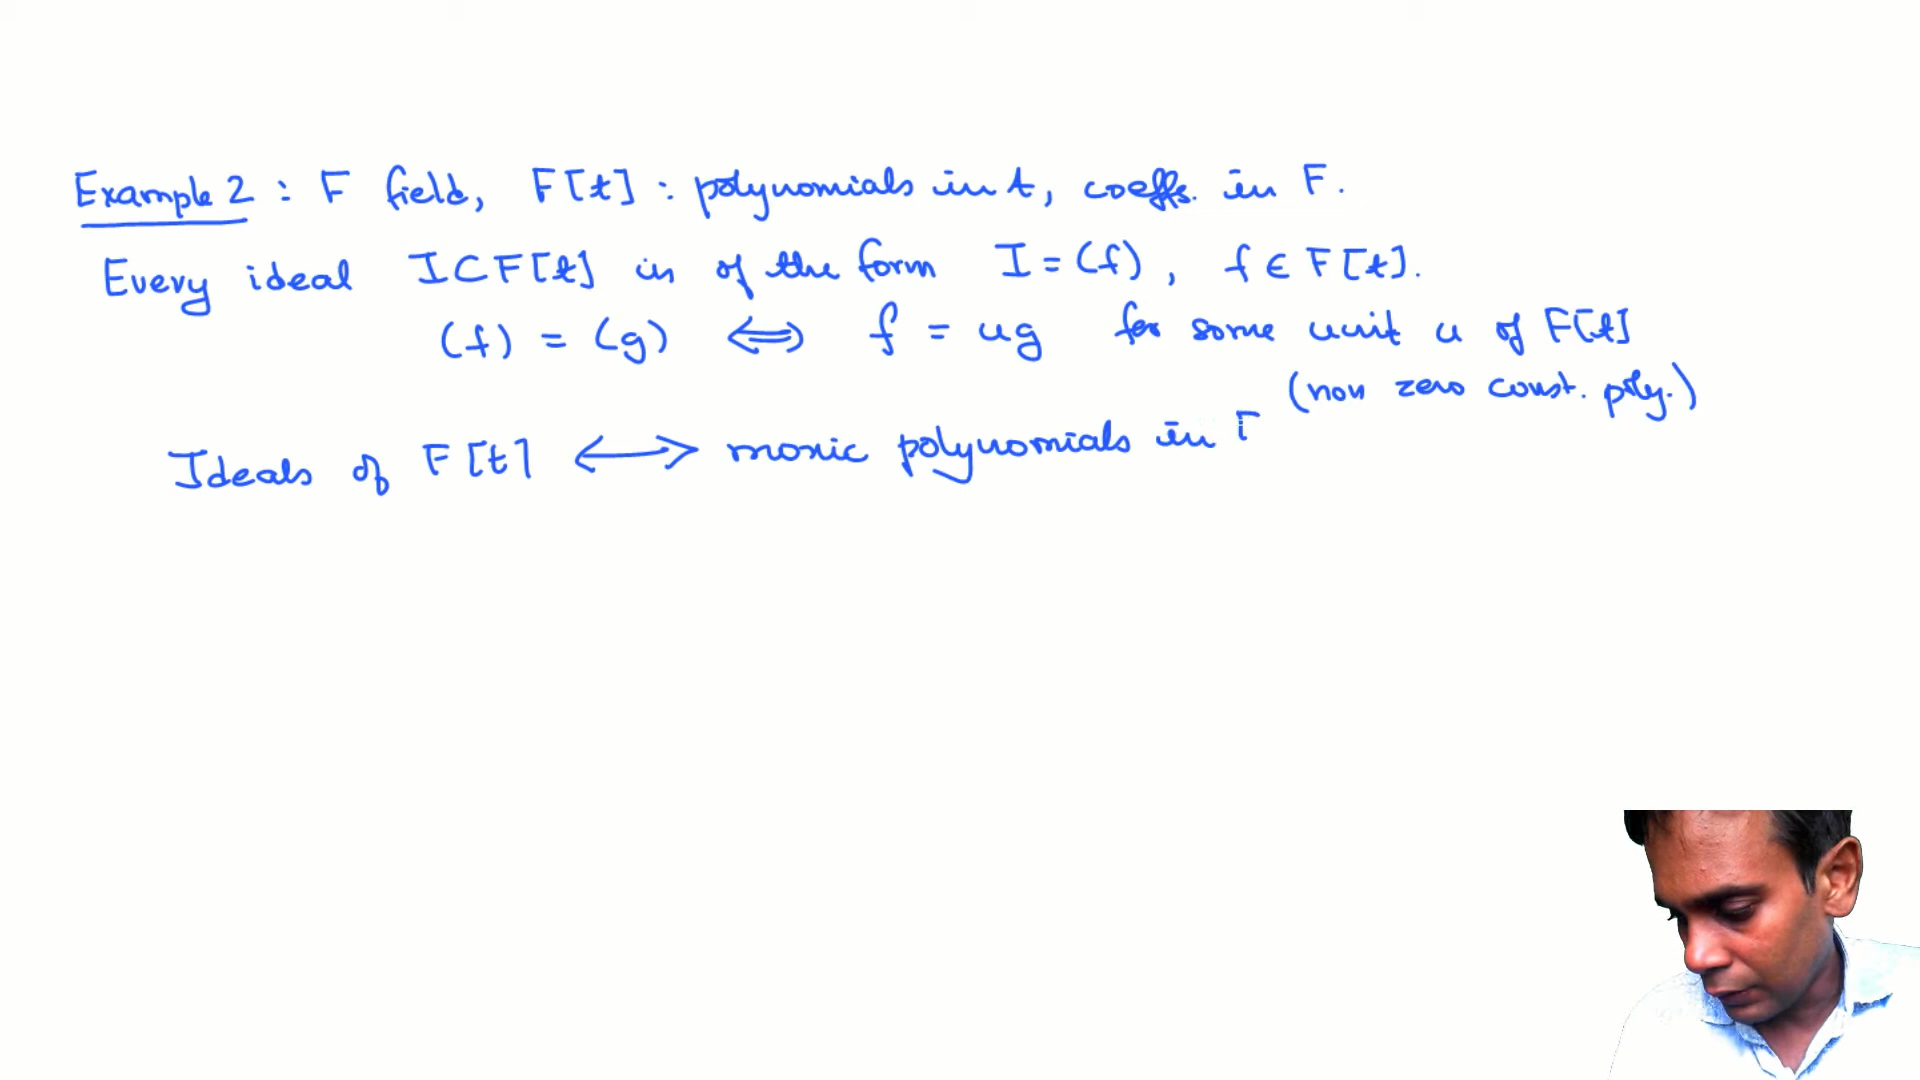 Example 2 : F field, F[t] : polynomials in t, coeffs. in F.
Every ideal I ⊂ F[t] is of the form I = (f), f ∈ F[t].
(f) = (g) ⟺ f = ug for some unit u of F[t]
(non zero const. poly.)
Ideals of F[t] ⟷ monic polynomials in F